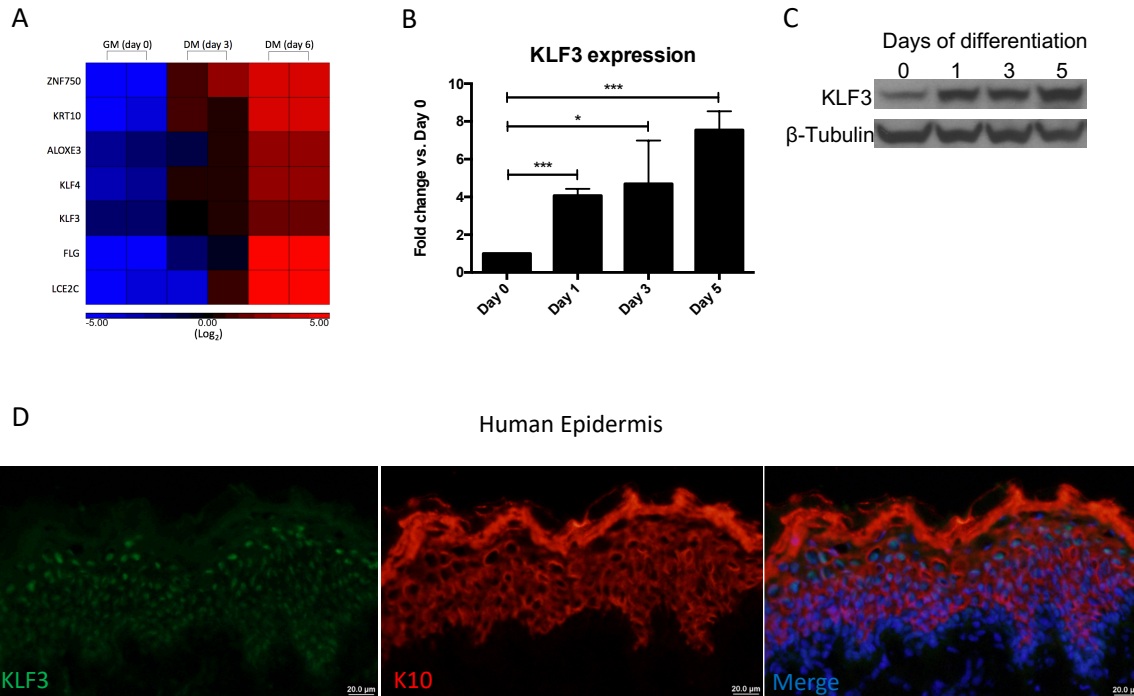 A
GM (day 0) DM (day 3) DM (day 6)
ZNF750
KRT10
ALOXE3
KLF4
KLF3
FLG
LCE2C
-5.00 0.00 5.00
(Log2)
B
KLF3 expression
Fold change vs. Day 0
10
8
6
4
2
0
***
*
***
Day 0 Day 1 Day 3 Day 5
C
Days of differentiation
0 1 3 5
KLF3
β-Tubulin
D
Human Epidermis
KLF3 20.0 µm
K10 20.0 µm
Merge 20.0 µm